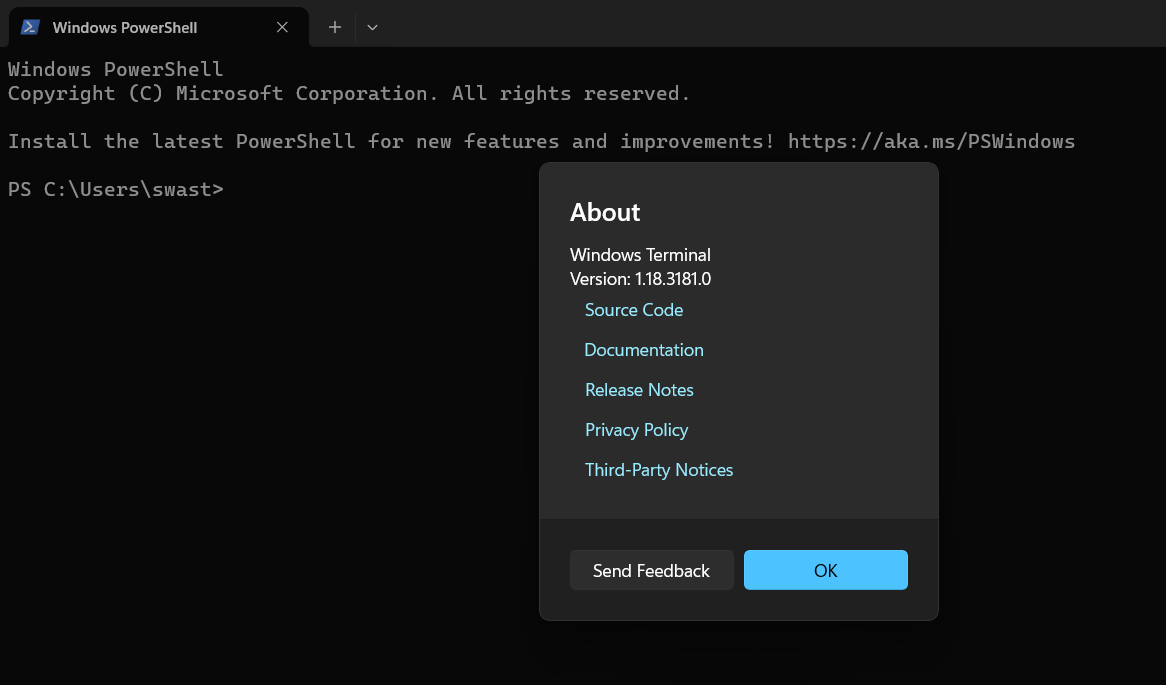 Windows PowerShell
Windows PowerShell
Copyright (C) Microsoft Corporation. All rights reserved.
Install the latest PowerShell for new features and improvements! https://aka.ms/PSWindows
PS C:\Users\swast>
About
Windows Terminal
Version: 1.18.3181.0
Source Code
Documentation
Release Notes
Privacy Policy
Third-Party Notices
Send Feedback OK